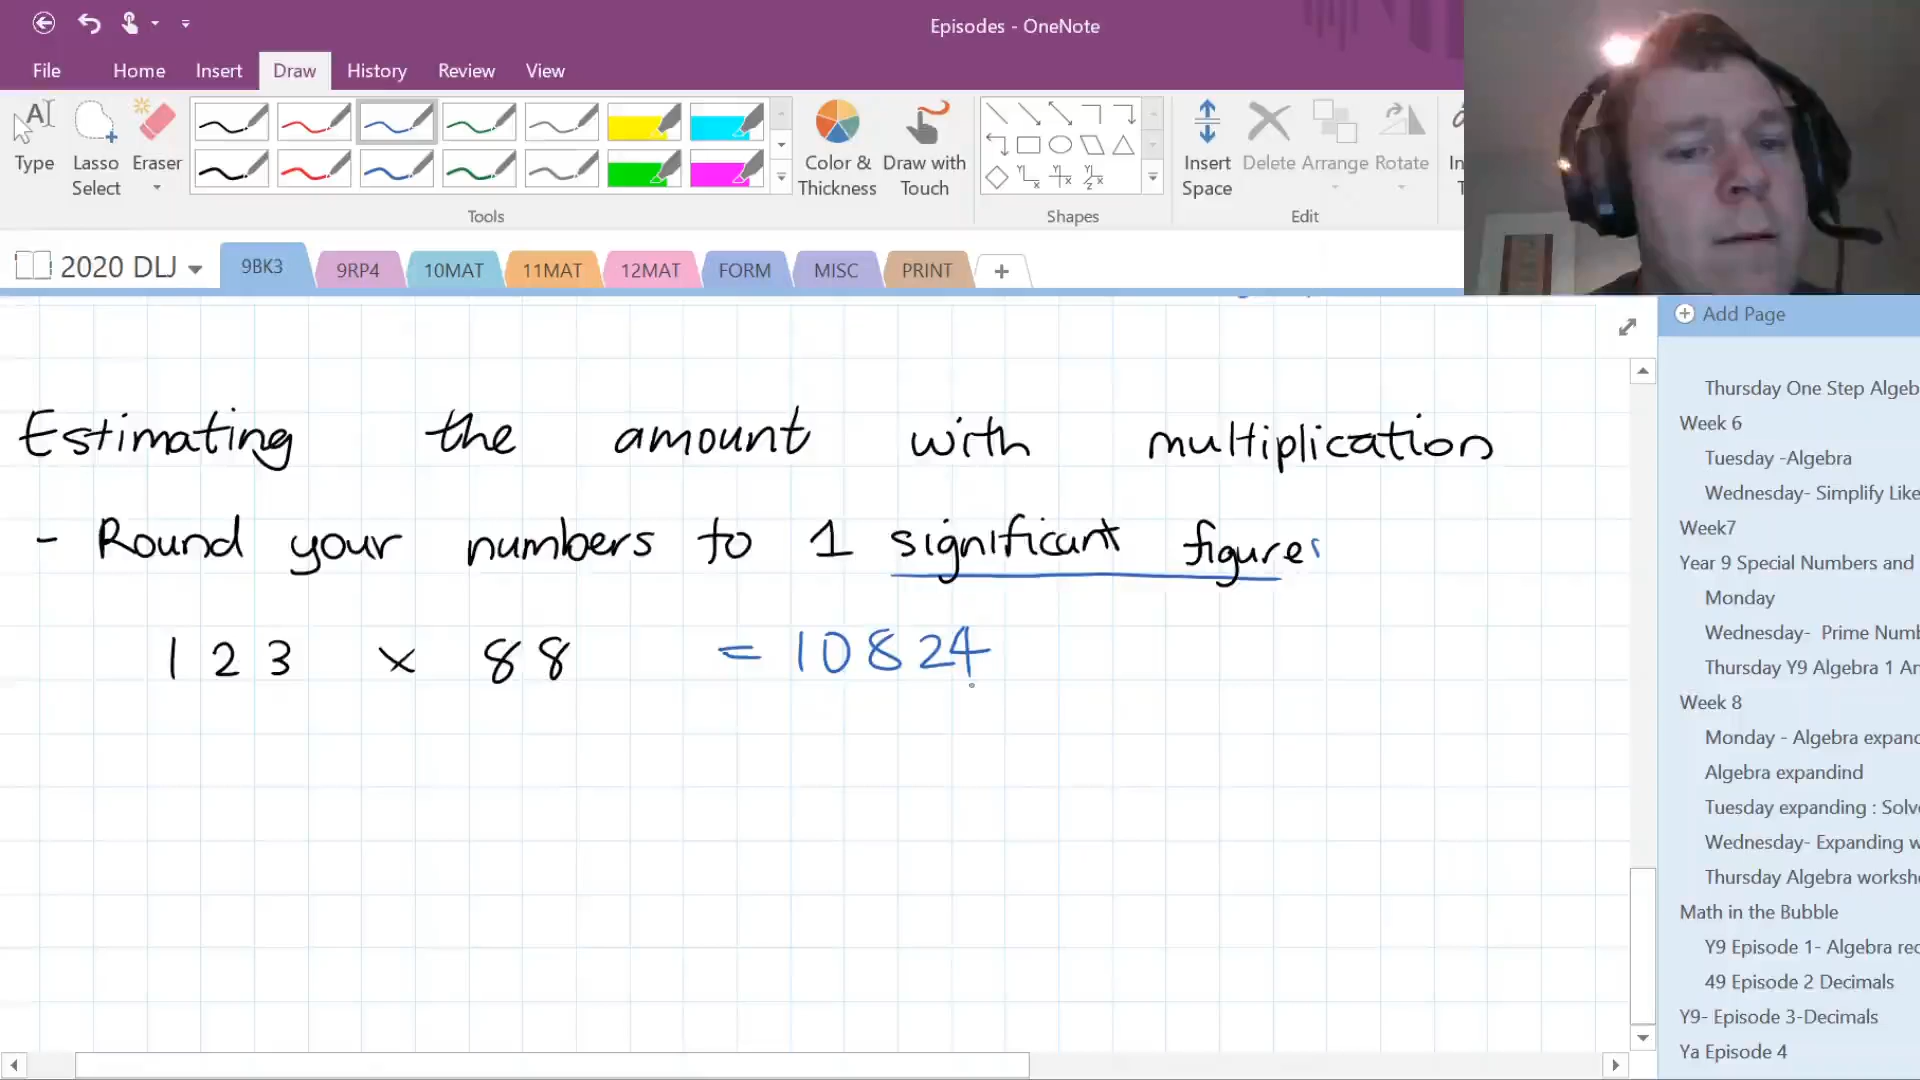 Episodes - OneNote
File Home Insert Draw History Review View
Type
Lasso Select
Eraser
Color & Thickness
Draw with Touch
Insert Space
Delete Arrange Rotate
Tools
Shapes
Edit
2020 DLJ 9BK3 9RP4 10MAT 11MAT 12MAT FORM MISC PRINT +
Add Page
Estimating the amount with multiplication
- Round your numbers to 1 significant figure
123 x 88 = 10824
Thursday One Step Algeb
Week 6
Tuesday -Algebra
Wednesday- Simplify Like
Week7
Year 9 Special Numbers and
Monday
Wednesday- Prime Numb
Thursday Y9 Algebra 1 An
Week 8
Monday - Algebra expand
Algebra expandind
Tuesday expanding : Solve
Wednesday- Expanding w
Thursday Algebra workshe
Math in the Bubble
Y9 Episode 1- Algebra rec
49 Episode 2 Decimals
Y9- Episode 3-Decimals
Ya Episode 4